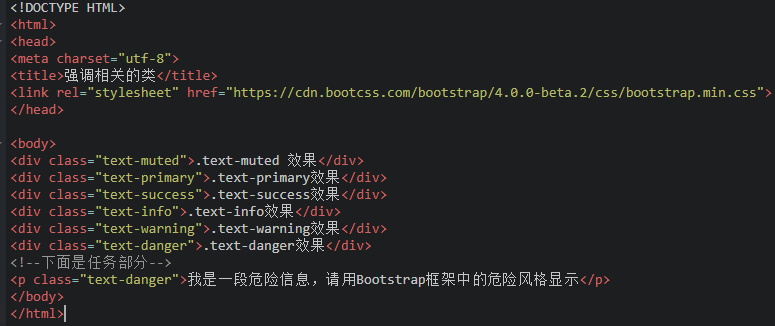 <!DOCTYPE HTML>
<html>
<head>
<meta charset="utf-8">
<title>强调相关的类</title>
<link rel="stylesheet" href="https://cdn.bootcss.com/bootstrap/4.0.0-beta.2/css/bootstrap.min.css">
</head>
<body>
<div class="text-muted">.text-muted 效果</div>
<div class="text-primary">.text-primary效果</div>
<div class="text-success">.text-success效果</div>
<div class="text-info">.text-info效果</div>
<div class="text-warning">.text-warning效果</div>
<div class="text-danger">.text-danger效果</div>
<!--下面是任务部分-->
<p class="text-danger">我是一段危险信息，请用Bootstrap框架中的危险风格显示</p>
</body>
</html>